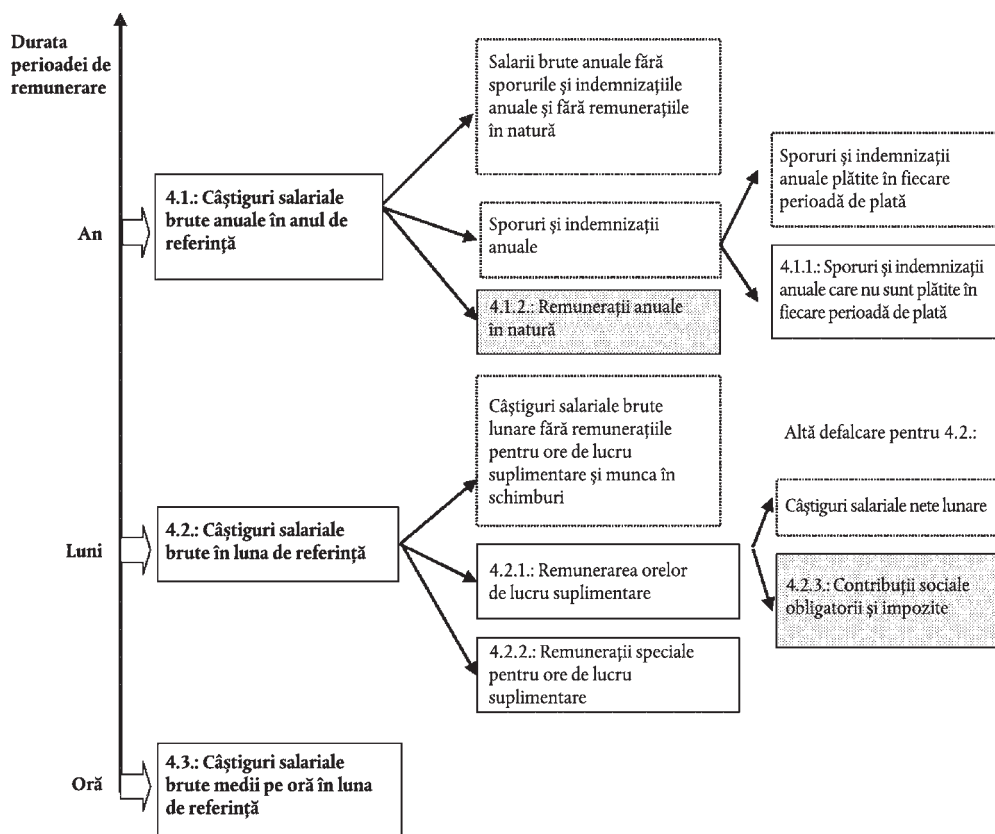 Durata
perioadei de
remunerare
Salarii brute anuale fără
sporurile și indemnizațiile
anuale și fără remunerațiile
în natură
An
4.1.: Câștiguri salariale
brute anuale în anul de
referință
Sporuri și indemnizații
anuale
Sporuri și indemnizații
anuale plătite în fiecare
perioadă de plată
4.1.1.: Sporuri și indemnizații
anuale care nu sunt plătite în
fiecare perioadă de plată
4.1.2.: Remunerații anuale
în natură
Câștiguri salariale brute
lunare fără remunerațiile
pentru ore de lucru
suplimentare și munca în
schimburi
Luni
4.2.: Câștiguri salariale
brute în luna de referință
4.2.1.: Remunerarea orelor
de lucru suplimentare
4.2.2.: Remunerații speciale
pentru ore de lucru
suplimentare
Altă defalcare pentru 4.2.:
Câștiguri salariale nete lunare
4.2.3.: Contribuții sociale
obligatorii și impozite
Oră
4.3.: Câștiguri salariale
brute medii pe oră în luna
de referință